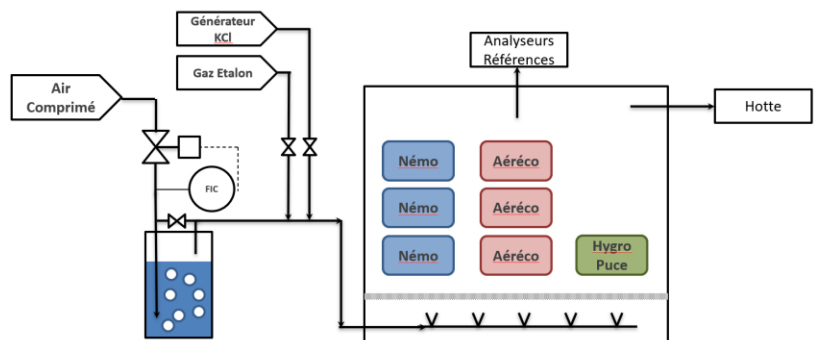 Générateur
KCl
Gaz Etalon
Air
Comprimé
FIC
Analyseurs
Références
Hotte
Némo
Aéréco
Némo
Aéréco
Némo
Aéréco
Hygro
Puce